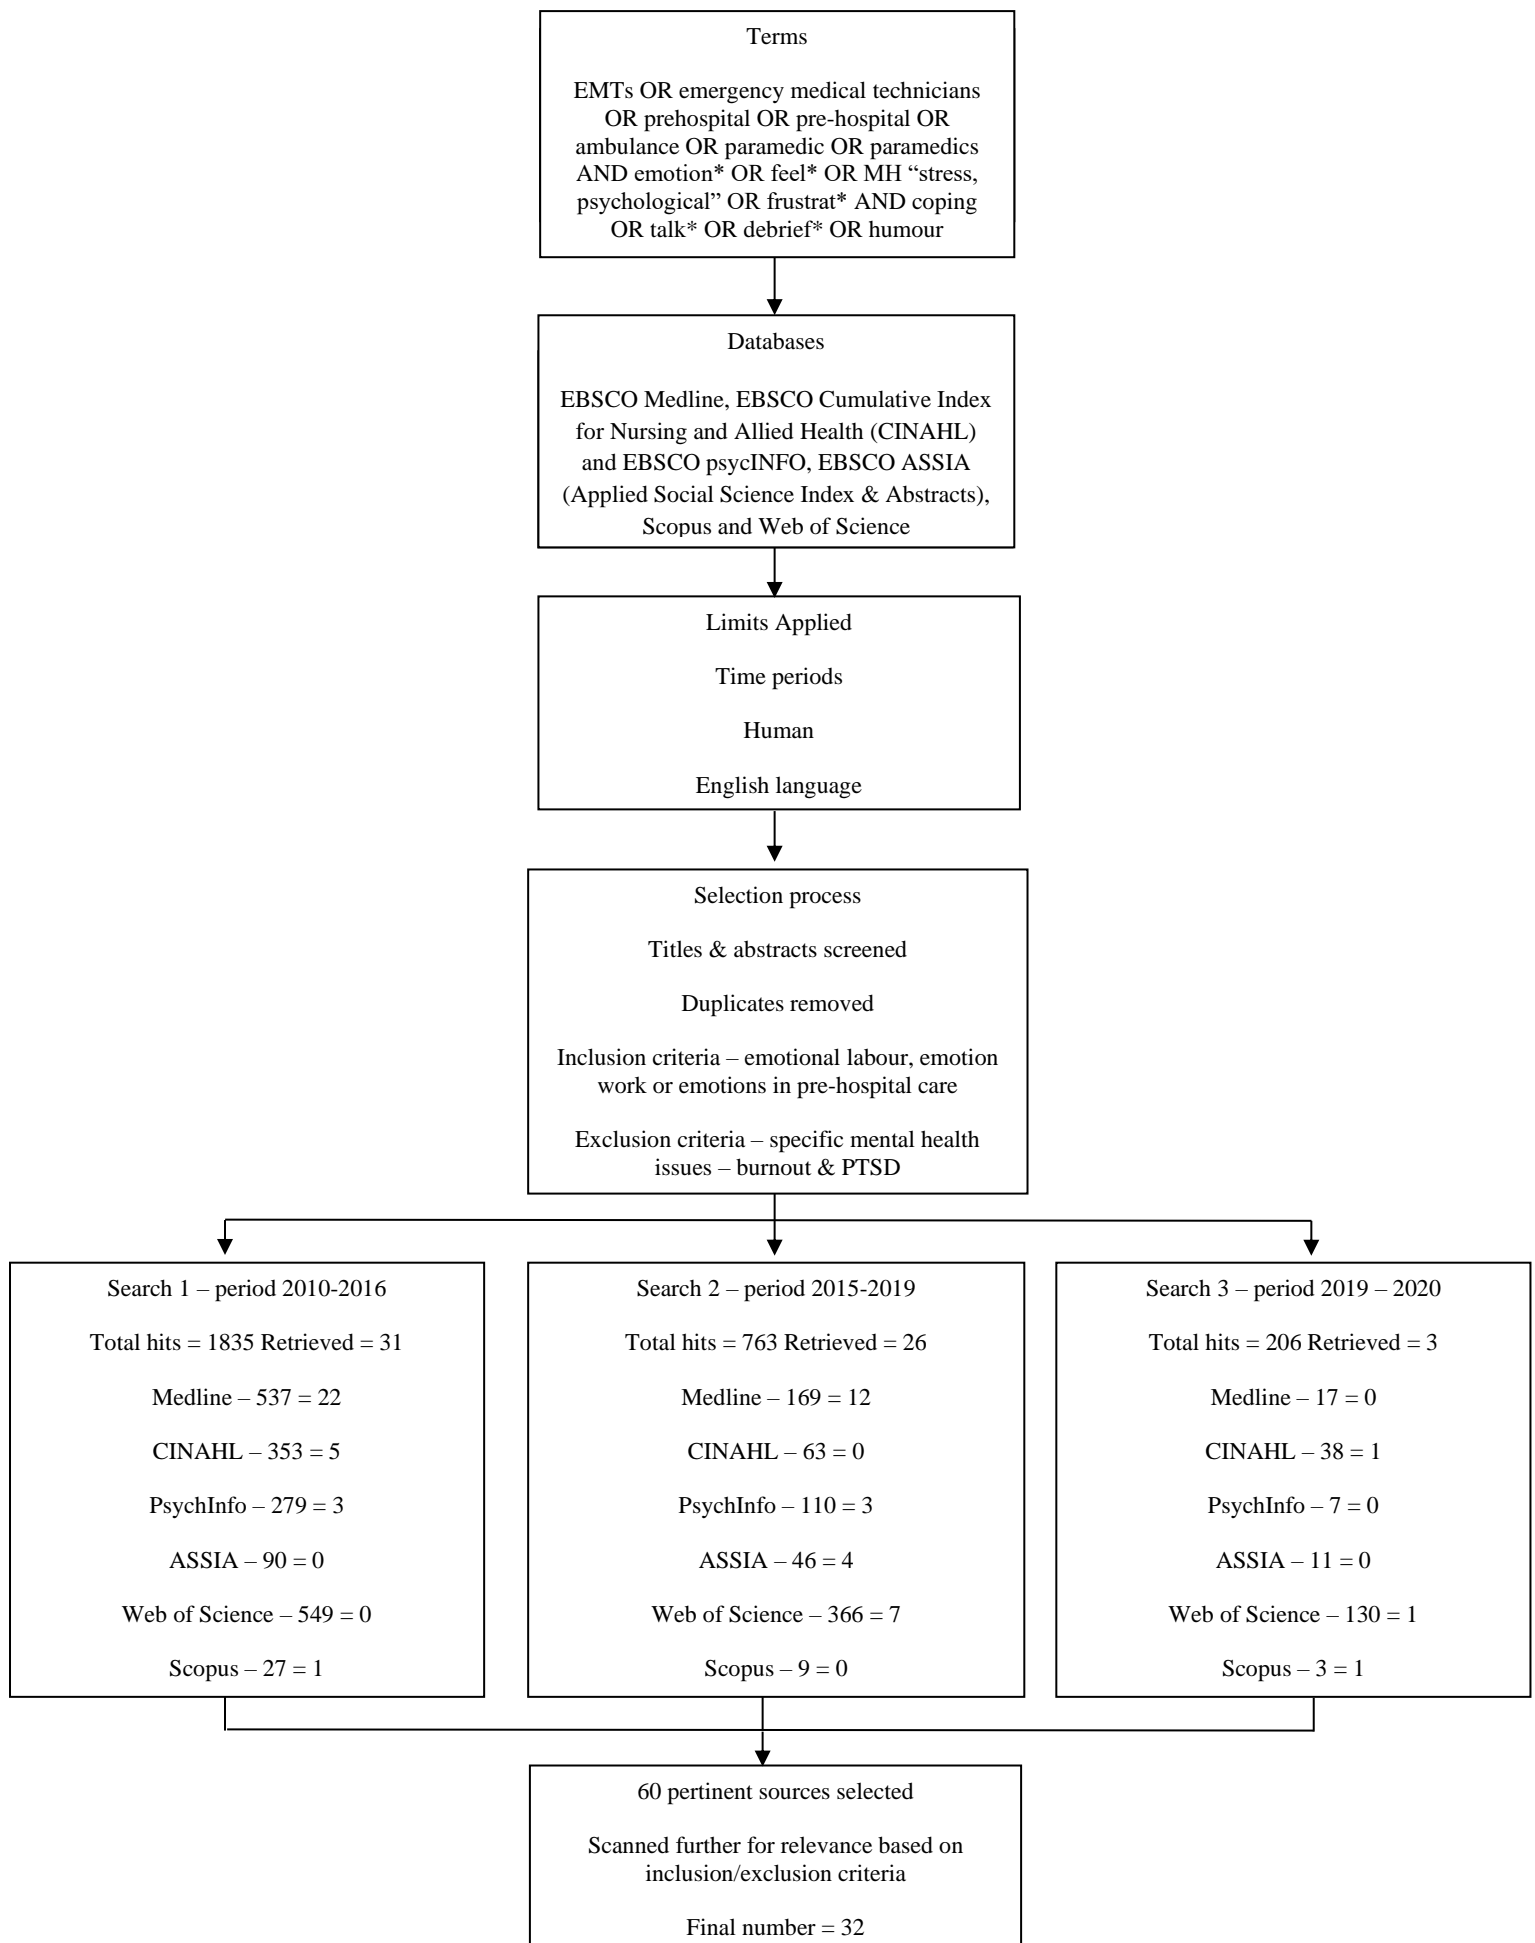 Terms
EMTs OR emergency medical technicians
OR prehospital OR pre-hospital OR
ambulance OR paramedic OR paramedics
AND emotion* OR feel* OR MH “stress,
psychological” OR frustrat* AND coping
OR talk* OR debrief* OR humour
Databases
EBSCO Medline, EBSCO Cumulative Index
for Nursing and Allied Health (CINAHL)
and EBSCO psycINFO, EBSCO ASSIA
(Applied Social Science Index & Abstracts),
Scopus and Web of Science
Limits Applied
Time periods
Human
English language
Selection process
Titles & abstracts screened
Duplicates removed
Inclusion criteria – emotional labour, emotion
work or emotions in pre-hospital care
Exclusion criteria – specific mental health
issues – burnout & PTSD
Search 1 – period 2010-2016
Total hits = 1835 Retrieved = 31
Medline – 537 = 22
CINAHL – 353 = 5
PsychInfo – 279 = 3
ASSIA – 90 = 0
Web of Science – 549 = 0
Scopus – 27 = 1
Search 2 – period 2015-2019
Total hits = 763 Retrieved = 26
Medline – 169 = 12
CINAHL – 63 = 0
PsychInfo – 110 = 3
ASSIA – 46 = 4
Web of Science – 366 = 7
Scopus – 9 = 0
Search 3 – period 2019 – 2020
Total hits = 206 Retrieved = 3
Medline – 17 = 0
CINAHL – 38 = 1
PsychInfo – 7 = 0
ASSIA – 11 = 0
Web of Science – 130 = 1
Scopus – 3 = 1
60 pertinent sources selected
Scanned further for relevance based on
inclusion/exclusion criteria
Final number = 32